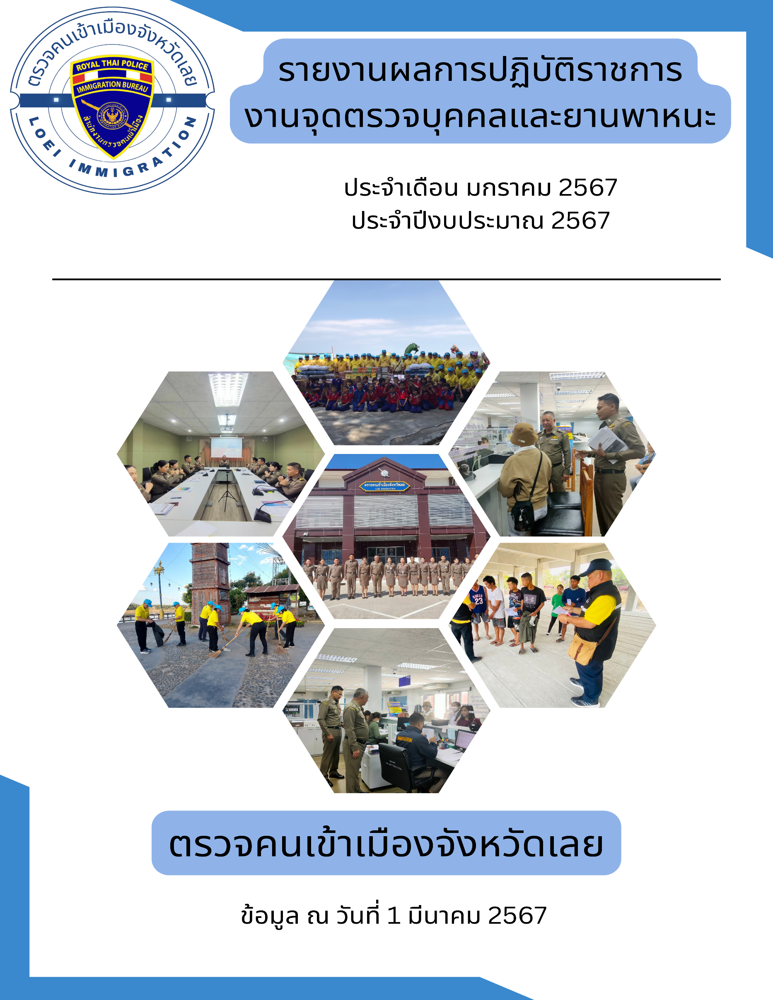 ตรวจคนเข้าเมืองจังหวัดเลย
ROYAL THAI POLICE
IMMIGRATION BUREAU
สำนักงานตรวจคนเข้าเมือง
LOEI IMMIGRATION
รายงานผลการปฏิบัติราชการ
งานจุดตรวจบุคคลและยานพาหนะ
ประจำเดือน มกราคม 2567
ประจำปีงบประมาณ 2567
ตรวจคนเข้าเมืองจังหวัดเลย
LOEI IMMIGRATION
BULLS
23
IMMIGRATION
ตรวจคนเข้าเมืองจังหวัดเลย
ข้อมูล ณ วันที่ 1 มีนาคม 2567